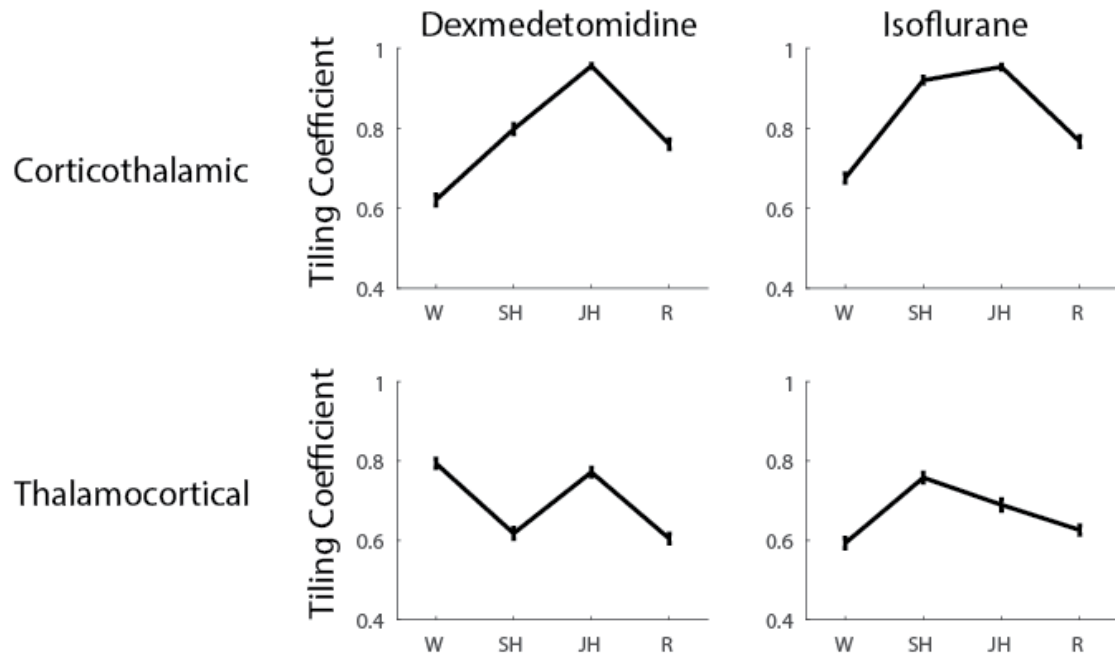 Dexmedetomidine Isoflurane
Corticothalamic
Tiling Coefficient
1
0.8
0.6
0.4
W SH JH R
1
0.8
0.6
0.4
W SH JH R
Thalamocortical
Tiling Coefficient
1
0.8
0.6
0.4
W SH JH R
1
0.8
0.6
0.4
W SH JH R